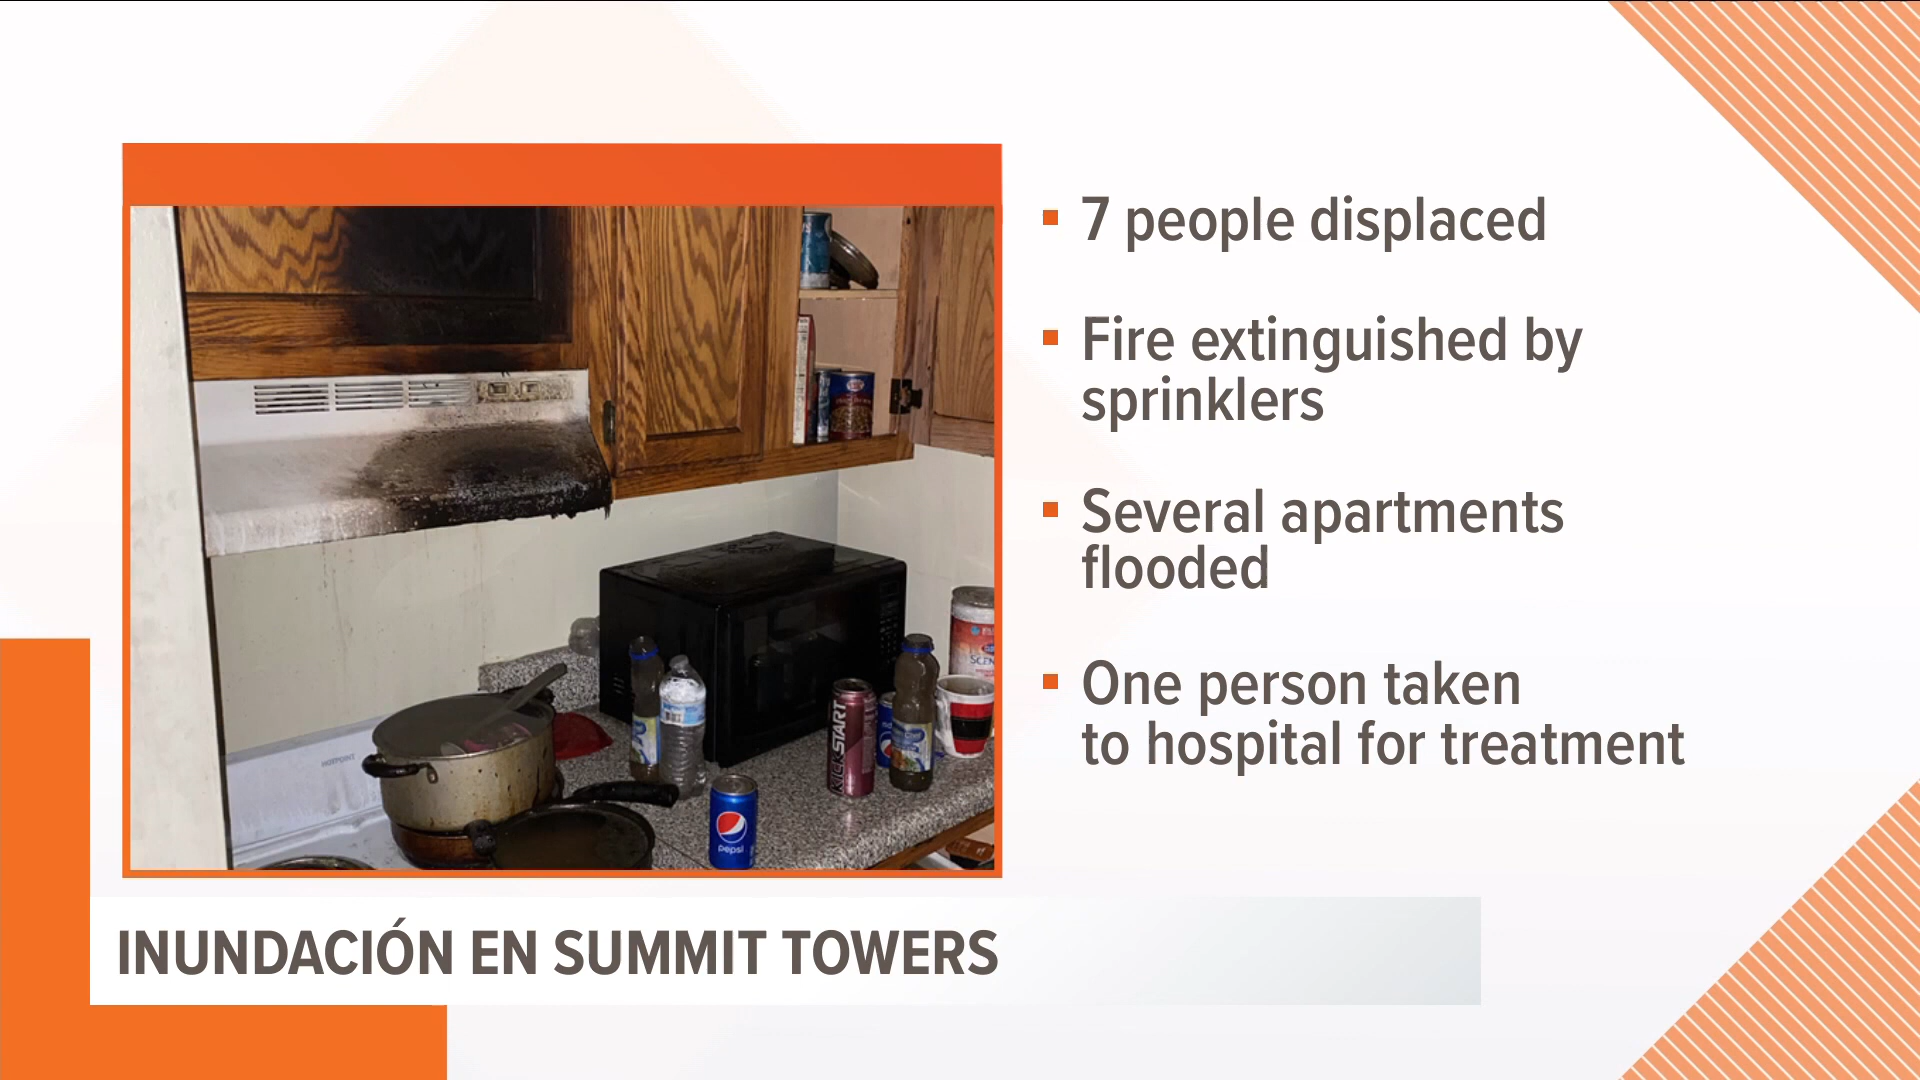 7 people displaced
Fire extinguished by
sprinklers
Several apartments
flooded
One person taken
to hospital for treatment
HOTPOINT
KICKSTART
pepsi
INUNDACIÓN EN SUMMIT TOWERS